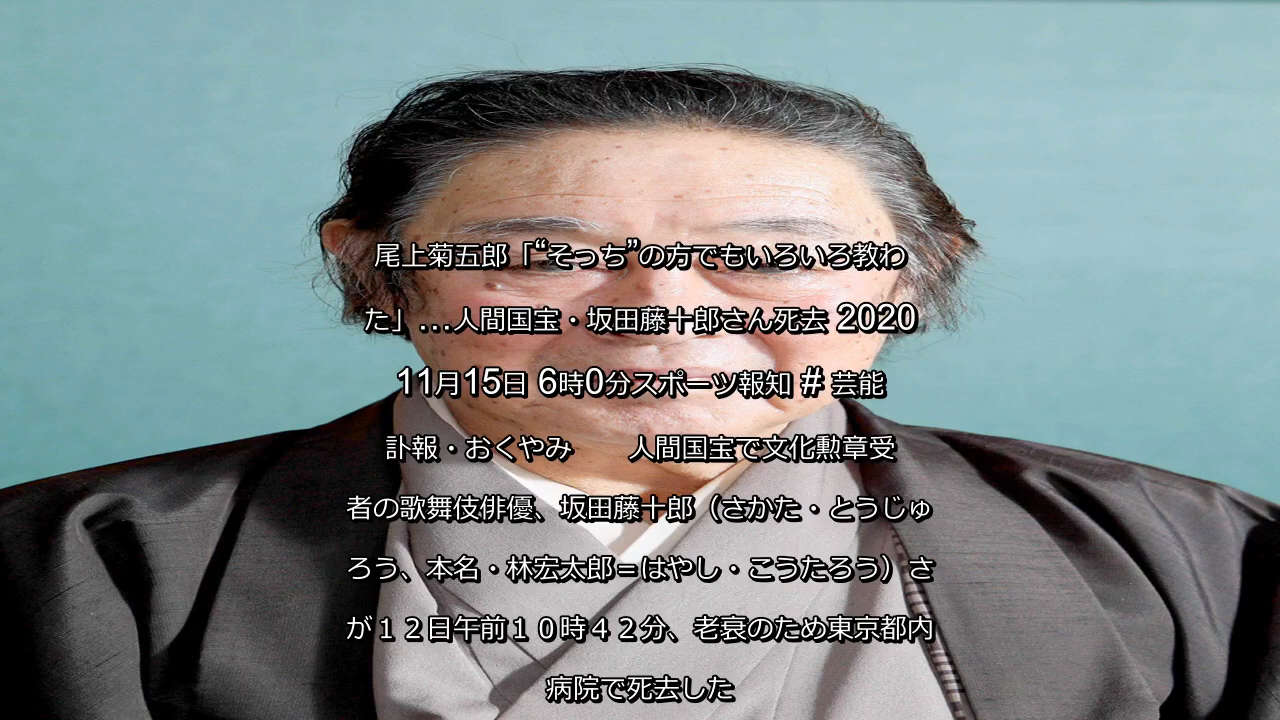 尾上菊五郎「“そっち”の方でもいろいろ教わ
た」…人間国宝・坂田藤十郎さん死去 2020
11月15日 6時0分スポーツ報知 # 芸能
訃報・おくやみ　　人間国宝で文化勲章受
者の歌舞伎俳優、坂田藤十郎（さかた・とうじゅ
ろう、本名・林宏太郎＝はやし・こうたろう）さ
が１２日午前１０時４２分、老衰のため東京都内
病院で死去した